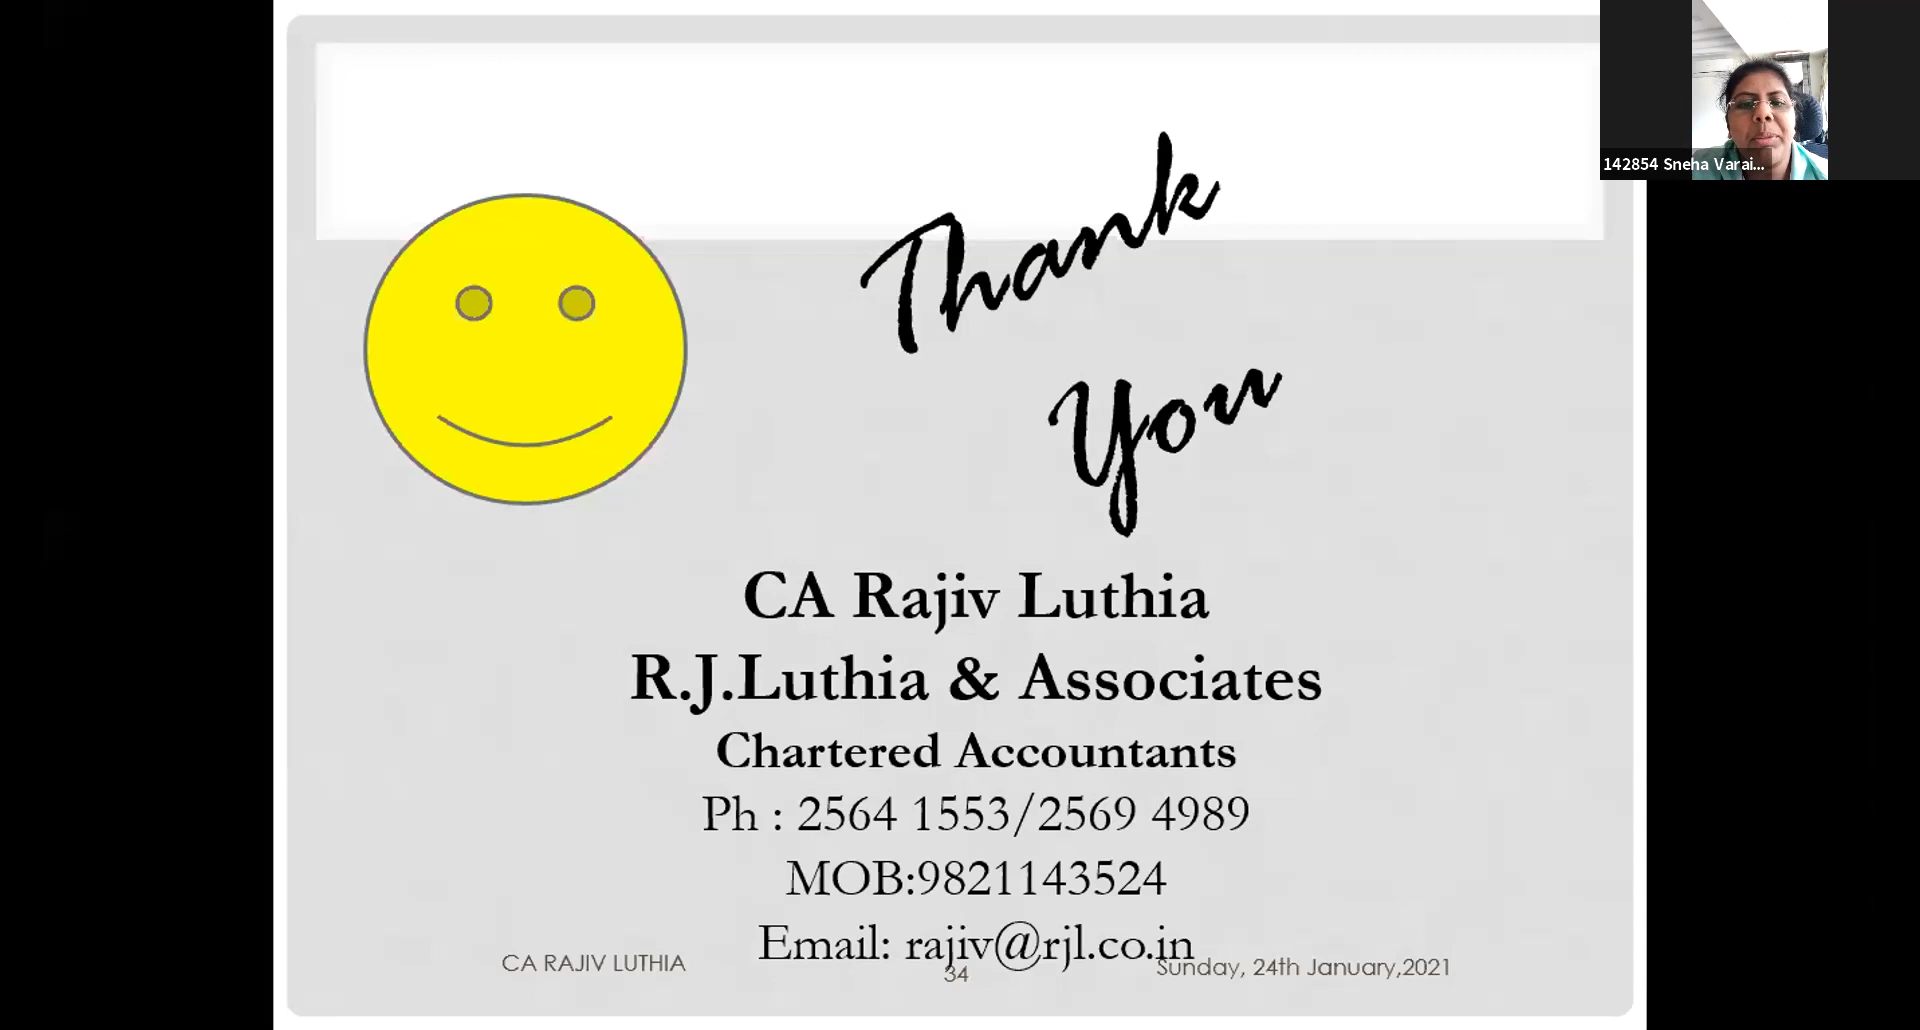 142854 Sneha Varai...
Thank
You
CA Rajiv Luthia
R.J.Luthia & Associates
Chartered Accountants
Ph : 2564 1553/2569 4989
MOB:9821143524
Email: rajiv@rjl.co.in
CA RAJIV LUTHIA
34
Sunday, 24th January,2021